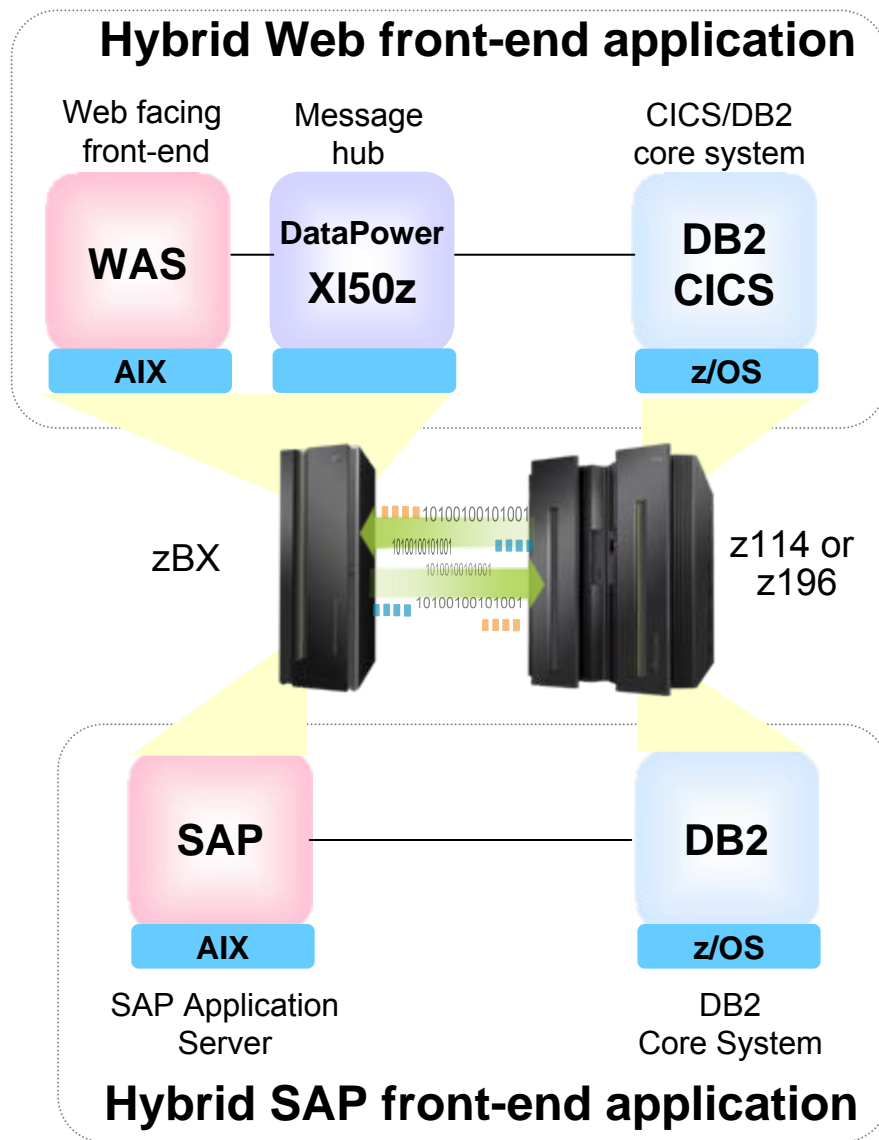 Hybrid Web front-end application
Web facing
front-end
Message
hub
CICS/DB2
core system
WAS
DataPower
XI50z
DB2
CICS
AIX
z/OS
zBX
10100100101001
10100100101001
10100100101001
10100100101001
z114 or
z196
SAP
DB2
AIX
z/OS
SAP Application
Server
DB2
Core System
Hybrid SAP front-end application